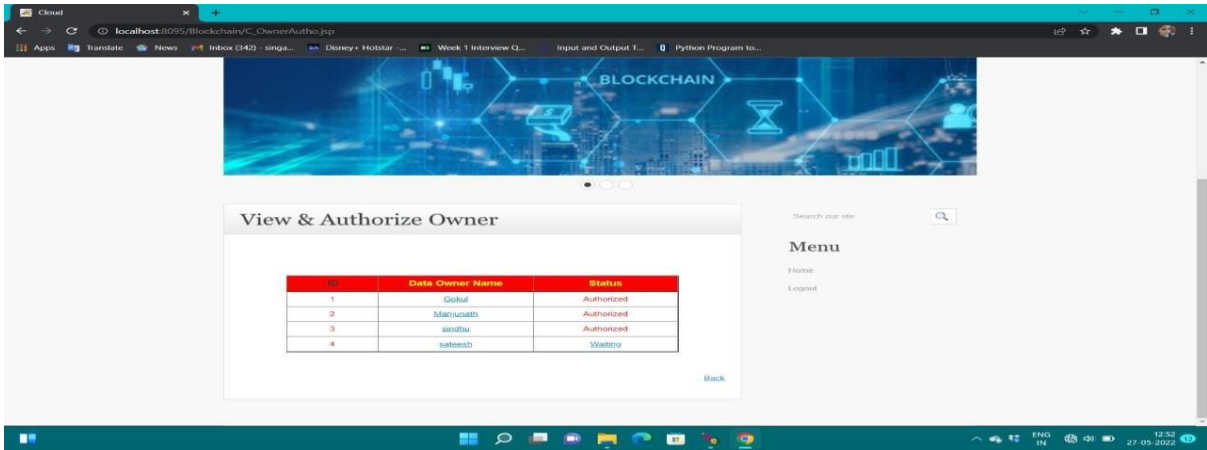 Cloud
localhost:8095/Blockchain/C_OwnerAutho.jsp
Apps Translate News Inbox (342) - singa... Disney+ Hotstar -... Week 1 Interview Q... Input and Output T... Python Program to...
BLOCKCHAIN
View & Authorize Owner
Search our site:
Menu
Home
Logout
ID Data Owner Name Status
1 Gokul Authorized
2 Manjunath Authorized
3 sindhu Authorized
4 sateesh Waiting
Back
ENG
IN
12:52
27-05-2022
12